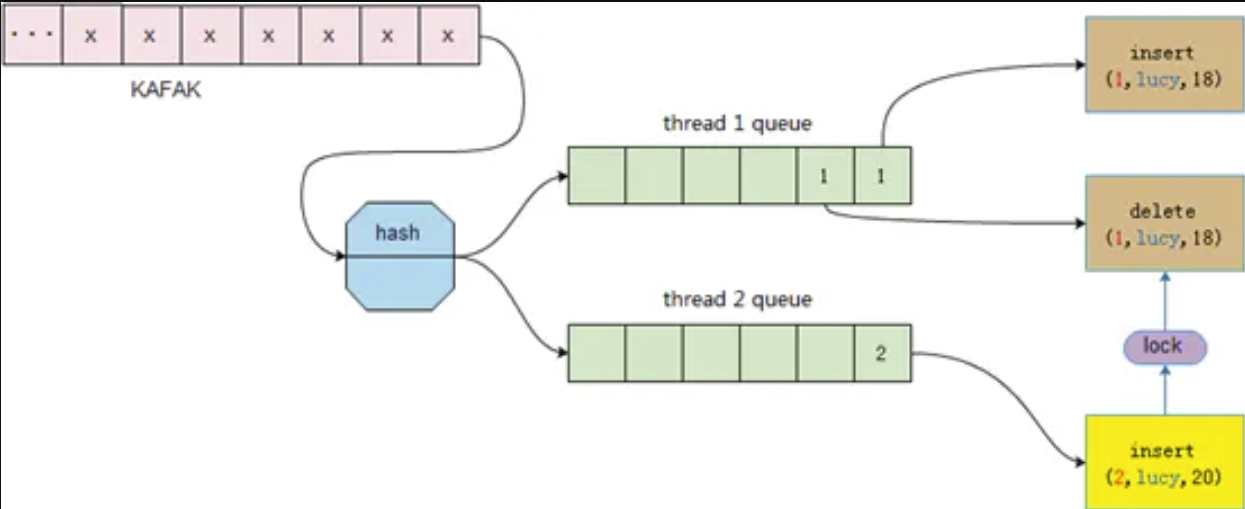 ... x x x x x x x
KAFAK
thread 1 queue
1 1
hash
thread 2 queue
2
insert
(1, lucy, 18)
delete
(1, lucy, 18)
lock
insert
(2, lucy, 20)